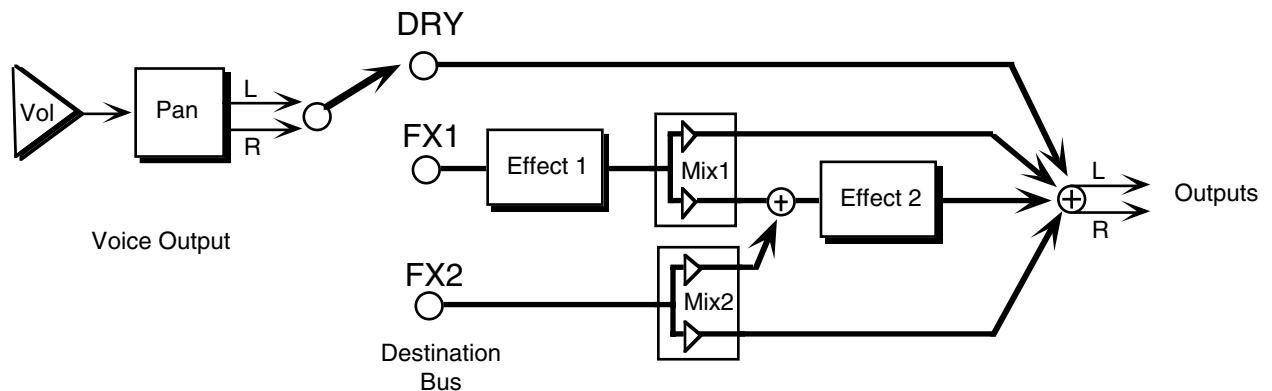 DRY
Vol
Pan
L
R
FX1
Effect 1
Mix1
+
Effect 2
+
L
R
Outputs
Voice Output
FX2
Mix2
Destination
Bus